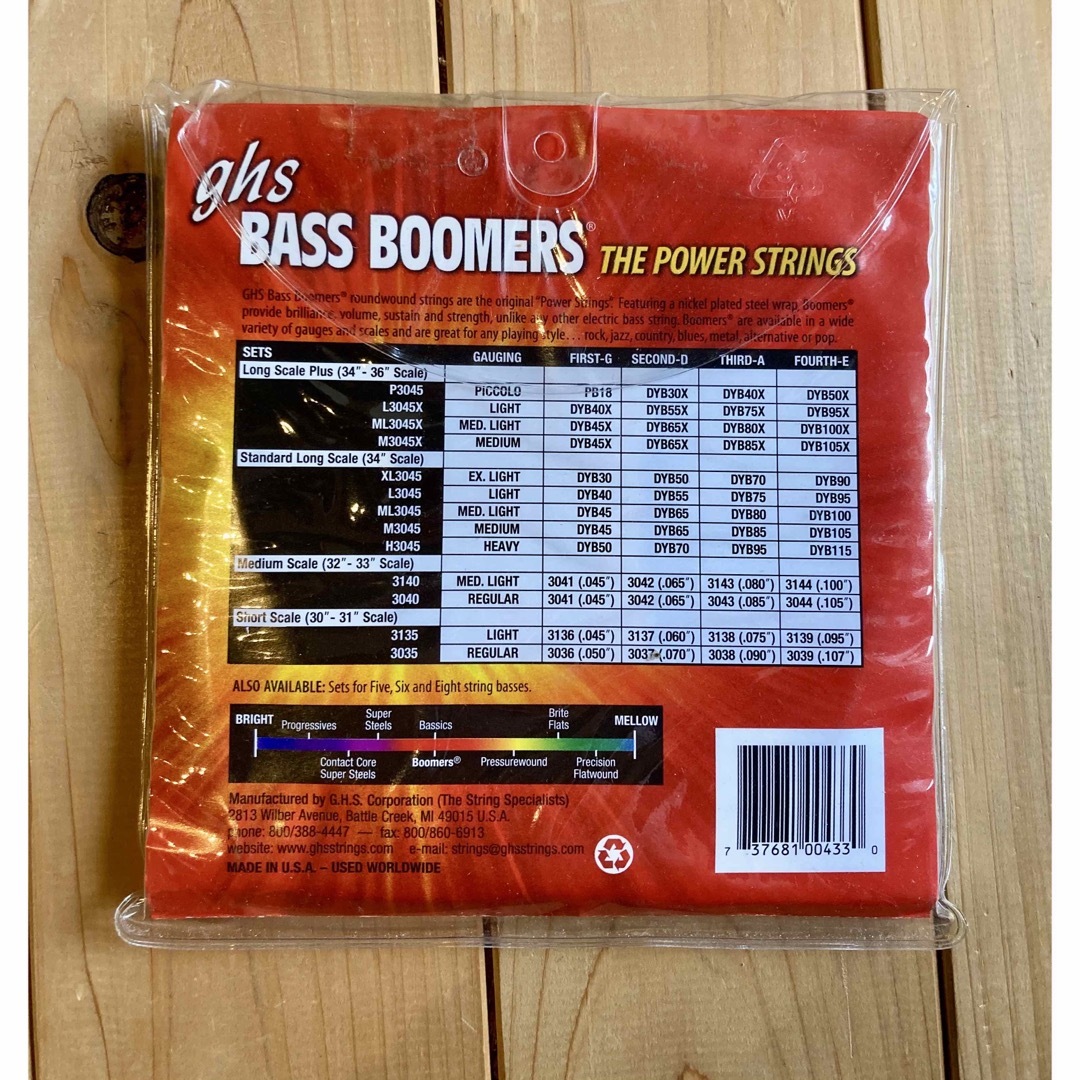 ghs
BASS BOOMERS® THE POWER STRINGS
GHS Bass Boomers® roundwound strings are the original "Power Strings". Featuring a nickel plated steel wrap, Boomers®
provide brilliance, volume, sustain and strength, unlike any other electric bass string. Boomers® are available in a wide
variety of gauges and scales and are great for any playing style... rock, jazz, country, blues, metal, alternative or pop.
SETS GAUGING FIRST-G SECOND-D THIRD-A FOURTH-E
Long Scale Plus (34"- 36" Scale)
P3045 PICCOLO PB18 DYB30X DYB40X DYB50X
L3045X LIGHT DYB40X DYB55X DYB75X DYB95X
ML3045X MED. LIGHT DYB45X DYB65X DYB80X DYB100X
M3045X MEDIUM DYB45X DYB65X DYB85X DYB105X
Standard Long Scale (34" Scale)
XL3045 EX. LIGHT DYB30 DYB50 DYB70 DYB90
L3045 LIGHT DYB40 DYB55 DYB75 DYB95
ML3045 MED. LIGHT DYB45 DYB65 DYB80 DYB100
M3045 MEDIUM DYB45 DYB65 DYB85 DYB105
H3045 HEAVY DYB50 DYB70 DYB95 DYB115
Medium Scale (32"- 33" Scale)
3140 MED. LIGHT 3041 (.045") 3042 (.065") 3143 (.080") 3144 (.100")
3040 REGULAR 3041 (.045") 3042 (.065") 3043 (.085") 3044 (.105")
Short Scale (30"- 31" Scale)
3135 LIGHT 3136 (.045") 3137 (.060") 3138 (.075") 3139 (.095")
3035 REGULAR 3036 (.050") 3037 (.070") 3038 (.090") 3039 (.107")
ALSO AVAILABLE: Sets for Five, Six and Eight string basses.
BRIGHT Progressives Super Steels Bassics Brite Flats MELLOW
Contact Core Super Steels Boomers® Pressurewound Precision Flatwound
Manufactured by G.H.S. Corporation (The String Specialists)
2813 Wilber Avenue, Battle Creek, MI 49015 U.S.A.
phone: 800/388-4447 — fax: 800/860-6913
website: www.ghsstrings.com e-mail: strings@ghsstrings.com
MADE IN U.S.A. – USED WORLDWIDE
7 37681 00433 0